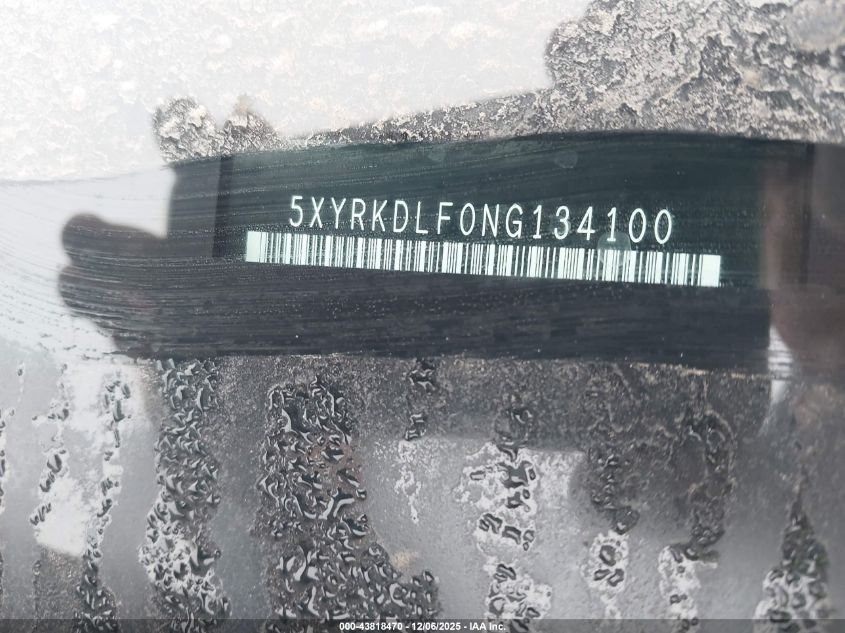 5XYRKDLF0NG134100
000-43818470 - 12/06/2025 - IAA Inc.